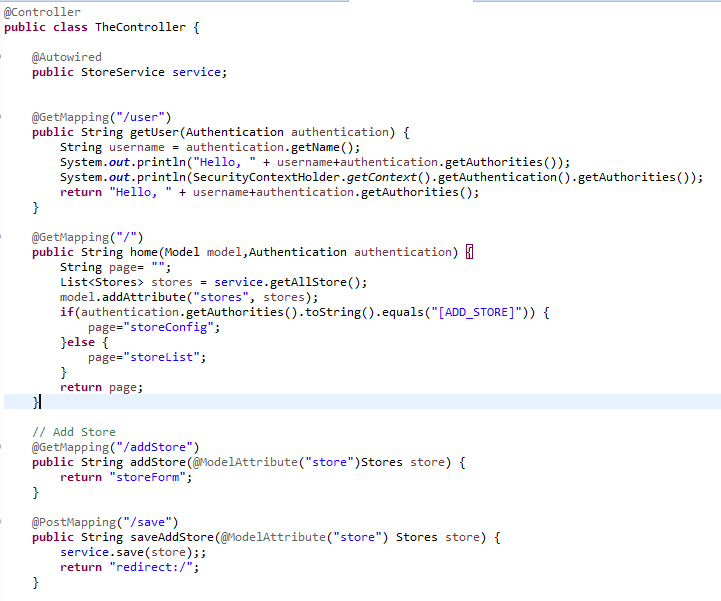 @Controller
public class TheController {
@Autowired
public StoreService service;
@GetMapping("/user")
public String getUser(Authentication authentication) {
String username = authentication.getName();
System.out.println("Hello, " + username+authentication.getAuthorities());
System.out.println(SecurityContextHolder.getContext().getAuthentication().getAuthorities());
return "Hello, " + username+authentication.getAuthorities();
}
@GetMapping("/")
public String home(Model model,Authentication authentication) {
String page= "";
List<Stores> stores = service.getAllStore();
model.addAttribute("stores", stores);
if(authentication.getAuthorities().toString().equals("[ADD_STORE]")) {
page="storeConfig";
}else {
page="storeList";
}
return page;
}
// Add Store
@GetMapping("/addStore")
public String addStore(@ModelAttribute("store")Stores store) {
return "storeForm";
}
@PostMapping("/save")
public String saveAddStore(@ModelAttribute("store") Stores store) {
service.save(store);;
return "redirect:/";
}